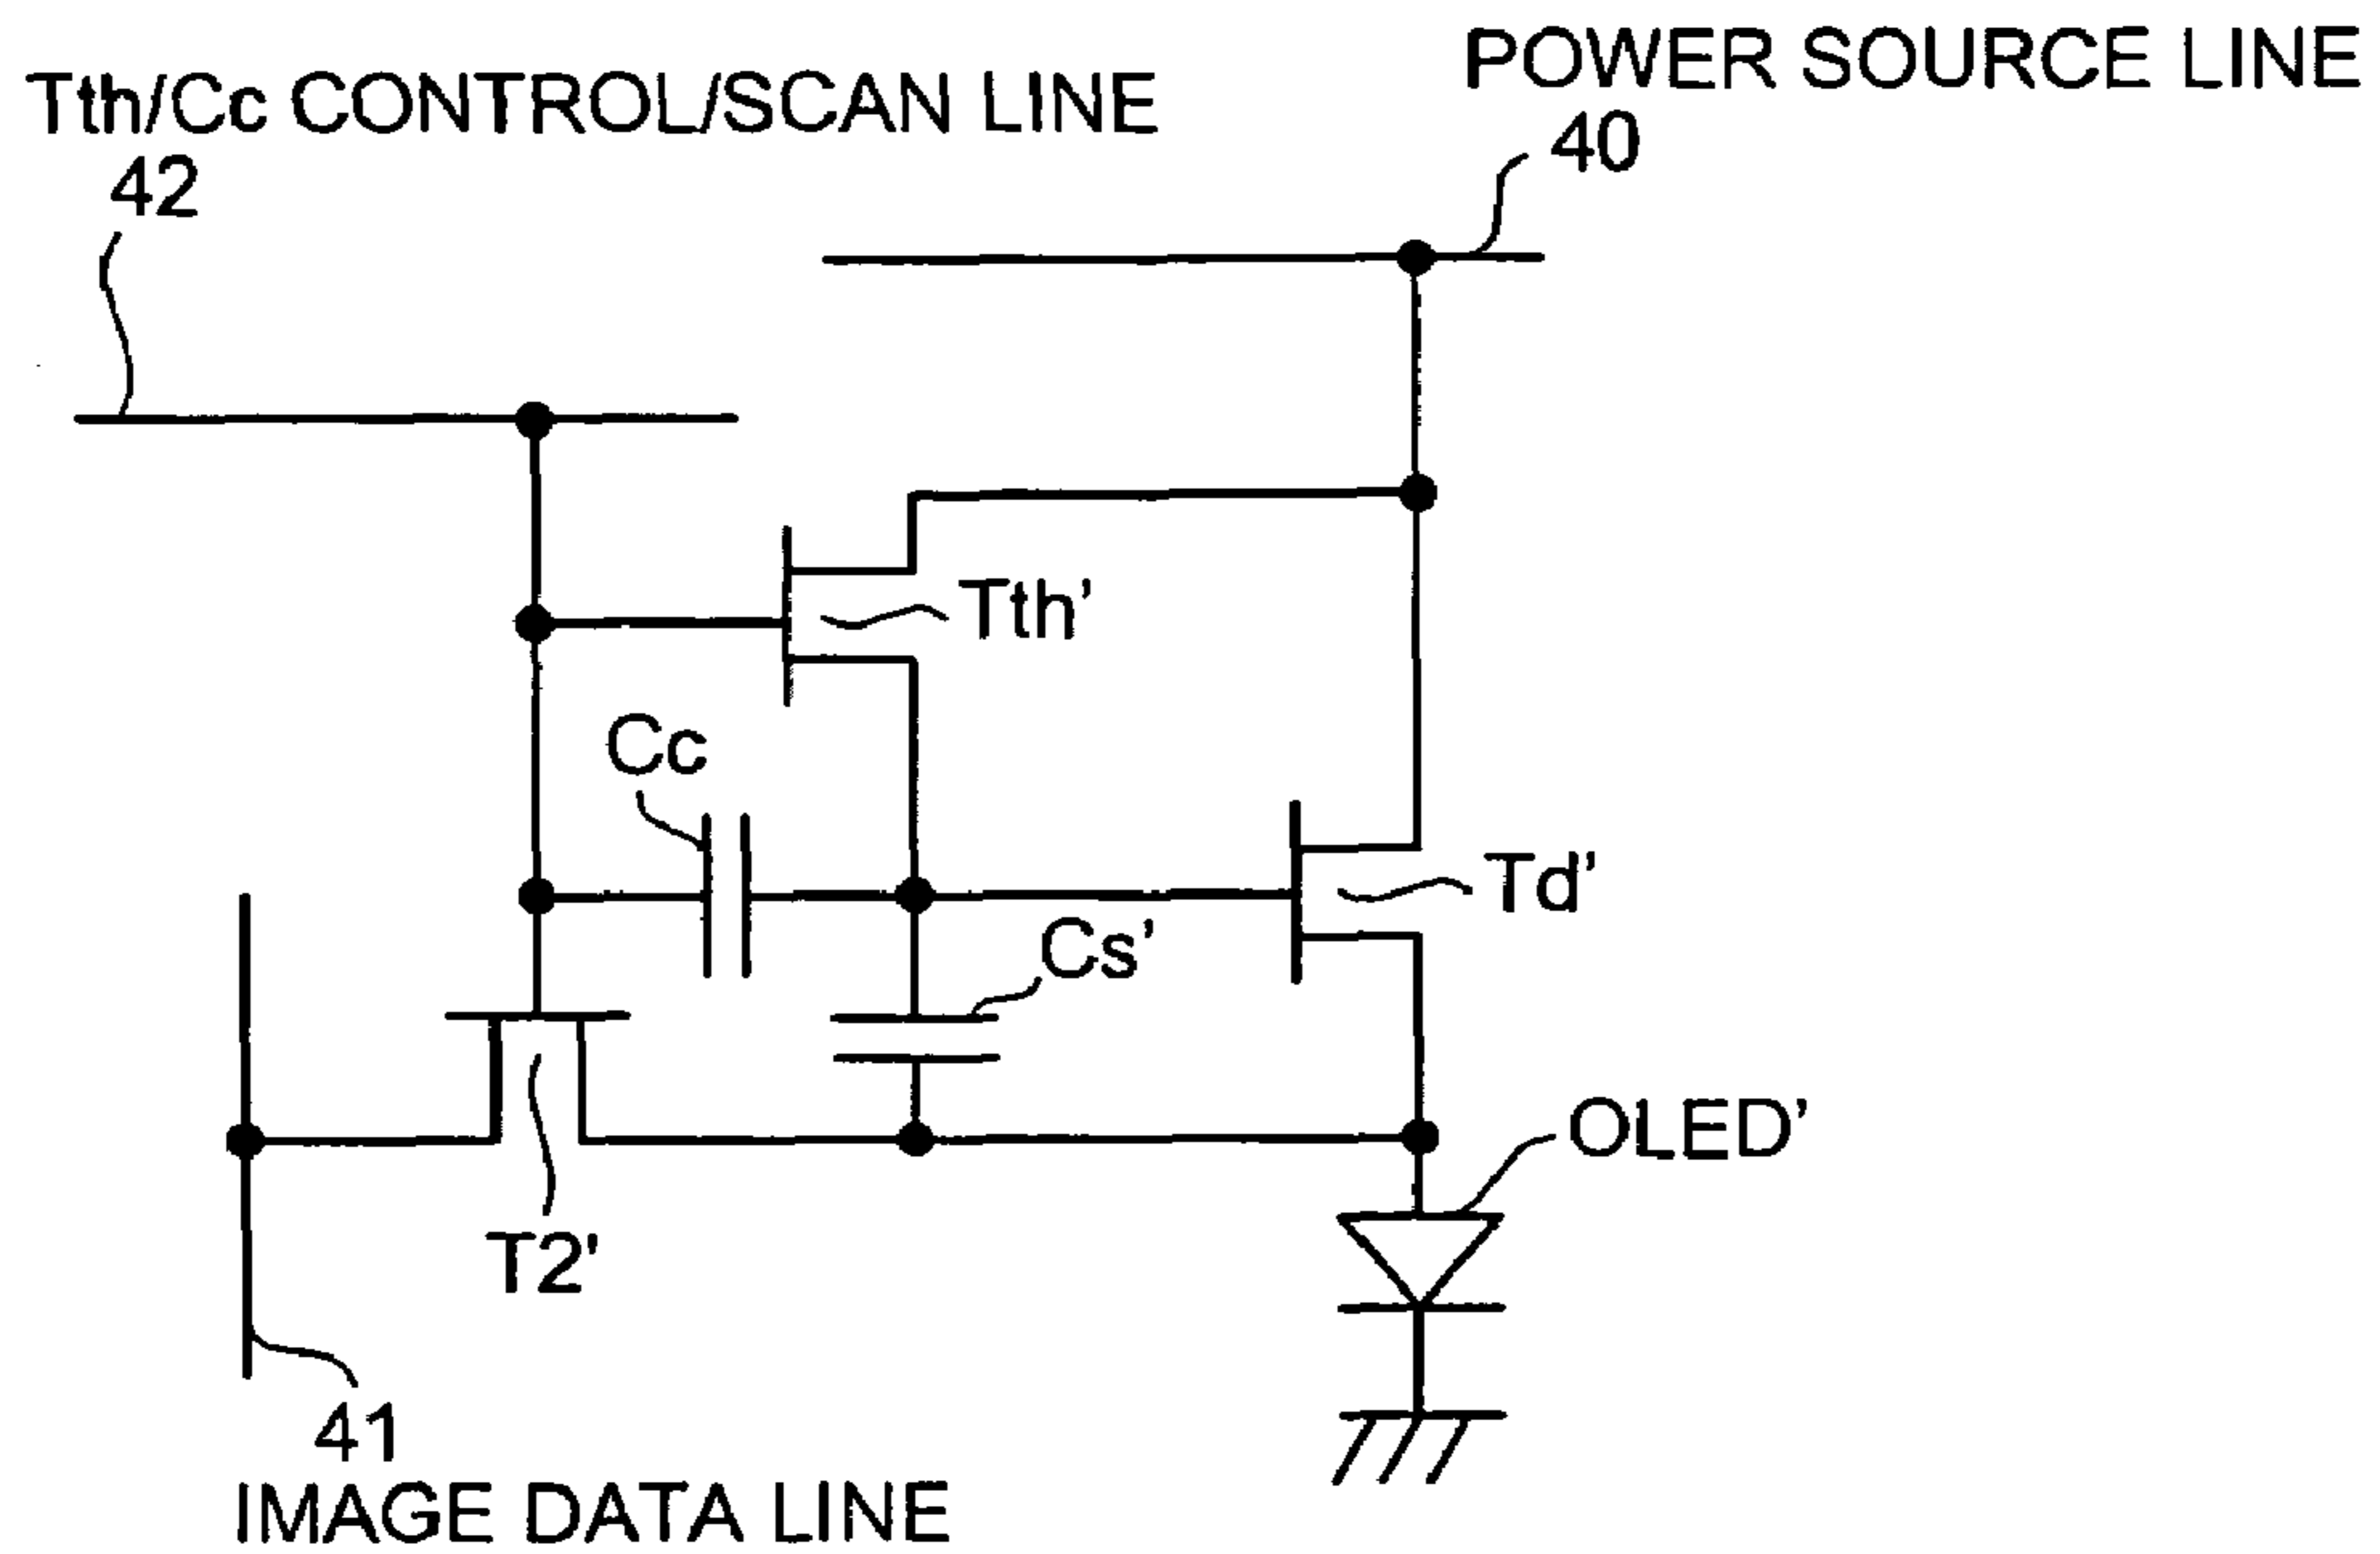 POWER SOURCE LINE
40
Tth/Cc CONTROL/SCAN LINE
42
Tth'
Cc
Td'
Cs'
OLED'
T2'
41
IMAGE DATA LINE